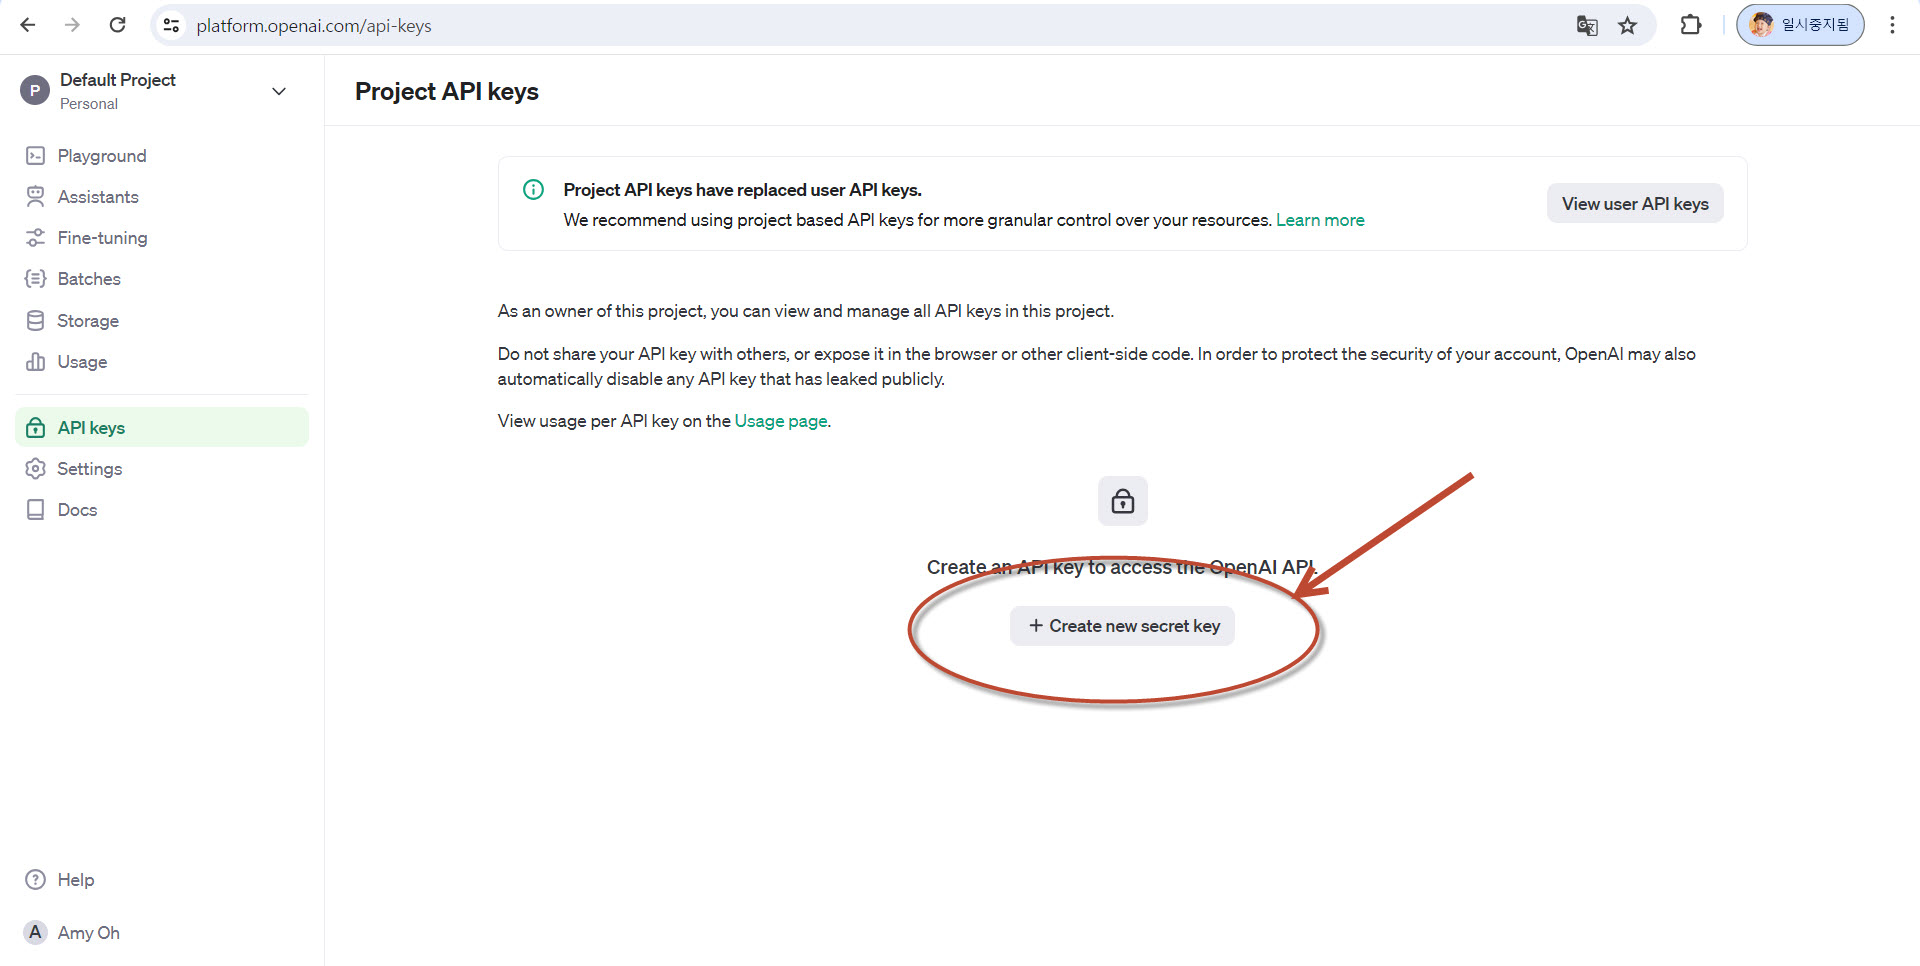 platform.openai.com/api-keys
일시중지됨
P
Default Project
Personal
Playground
Assistants
Fine-tuning
Batches
Storage
Usage
API keys
Settings
Docs
Help
A
Amy Oh
Project API keys
Project API keys have replaced user API keys.
We recommend using project based API keys for more granular control over your resources. Learn more
View user API keys
As an owner of this project, you can view and manage all API keys in this project.
Do not share your API key with others, or expose it in the browser or other client-side code. In order to protect the security of your account, OpenAI may also
automatically disable any API key that has leaked publicly.
View usage per API key on the Usage page.
Create an API key to access the OpenAI API.
+ Create new secret key